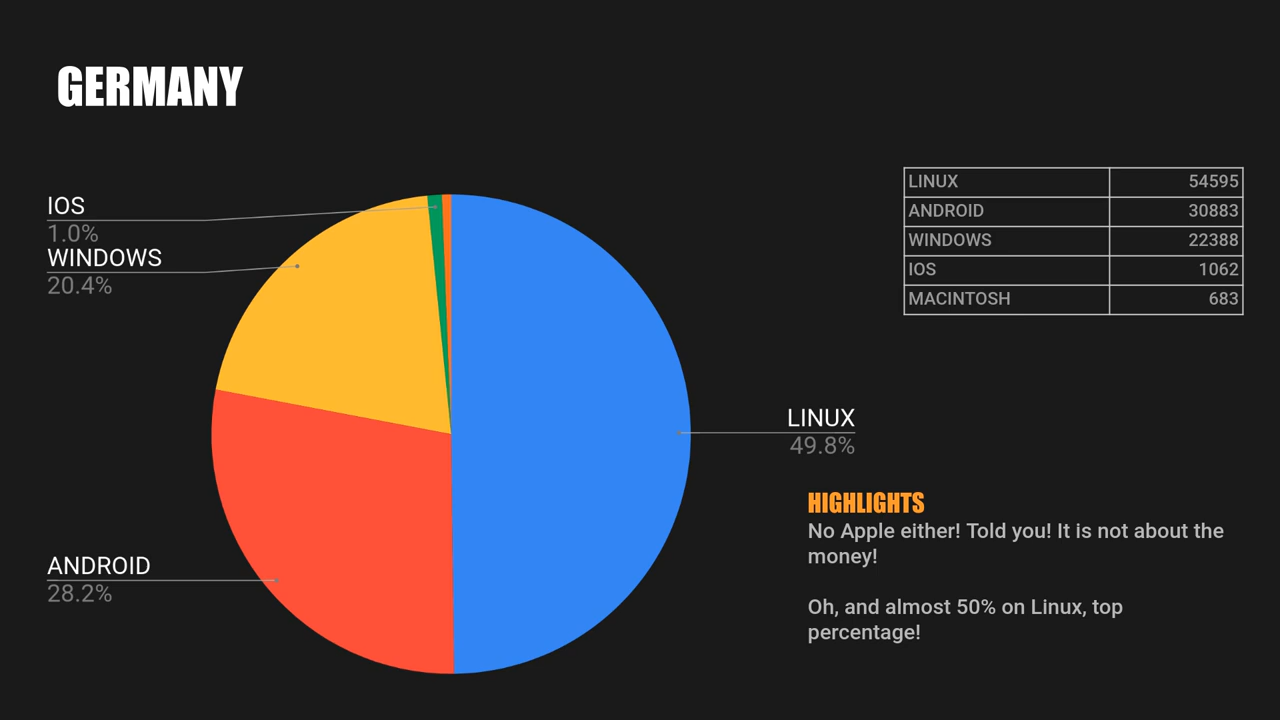 GERMANY
IOS
1.0%
WINDOWS
20.4%
ANDROID
28.2%
LINUX
49.8%
LINUX 54595
ANDROID 30883
WINDOWS 22388
IOS 1062
MACINTOSH 683
HIGHLIGHTS
No Apple either! Told you! It is not about the
money!
Oh, and almost 50% on Linux, top
percentage!